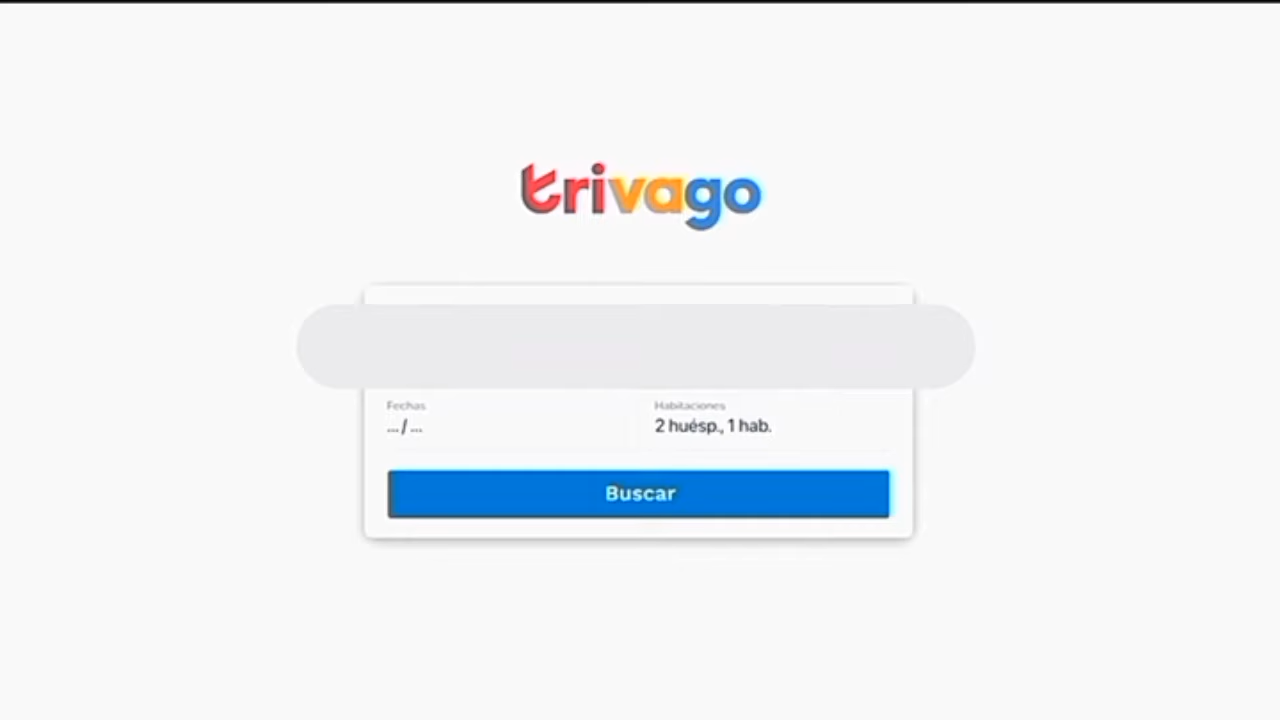 trivago
Fechas
Habitaciones
... / ...
2 huésp., 1 hab.
Buscar